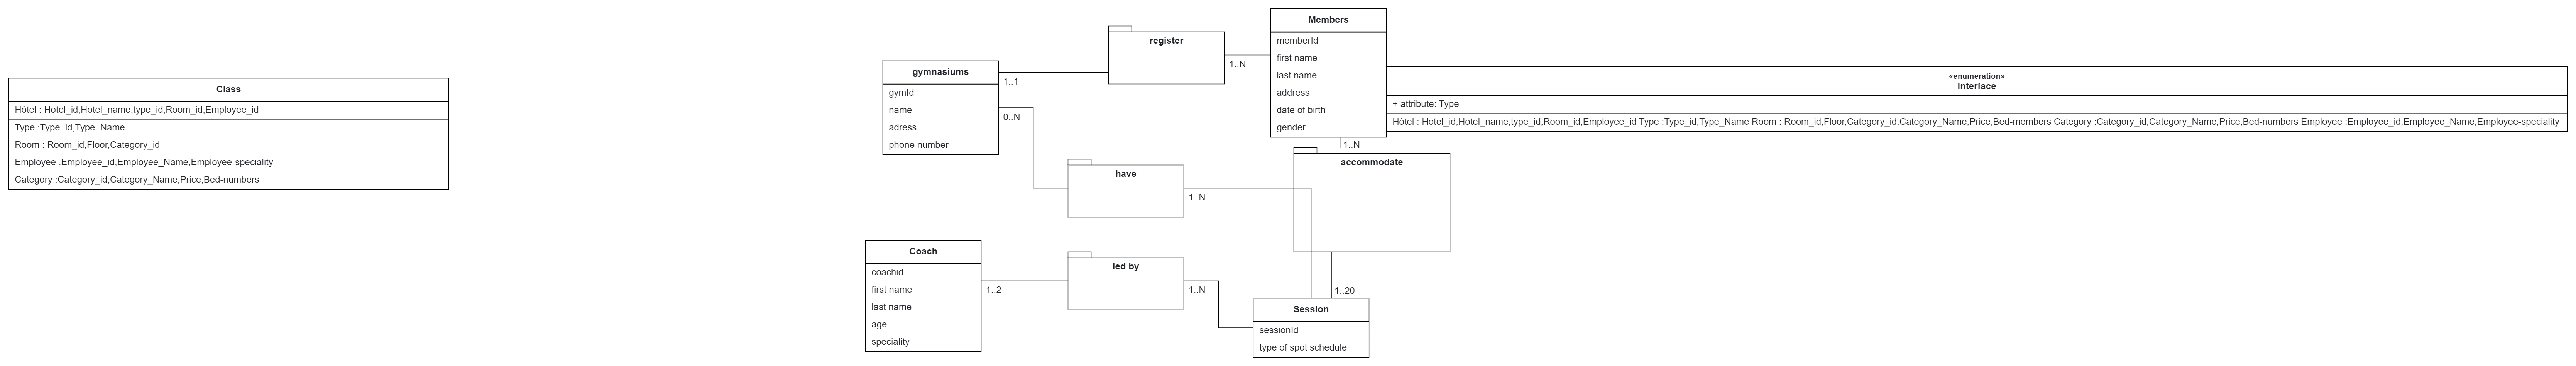 Class
Hôtel : Hotel_id,Hotel_name,type_id,Room_id,Employee_id
Type :Type_id,Type_Name
Room : Room_id,Floor,Category_id
Employee :Employee_id,Employee_Name,Employee-speciality
Category :Category_id,Category_Name,Price,Bed-numbers
gymnasiums
gymId
name
adress
phone number
1..1
0..N
register
1..N
Members
memberId
first name
last name
address
date of birth
gender
1..N
«enumeration»
Interface
+ attribute: Type
Hôtel : Hotel_id,Hotel_name,type_id,Room_id,Employee_id Type :Type_id,Type_Name Room : Room_id,Floor,Category_id,Category_Name,Price,Bed-members Category :Category_id,Category_Name,Price,Bed-numbers Employee :Employee_id,Employee_Name,Employee-speciality
have
1..N
accommodate
1..20
Coach
coachid
first name
last name
age
speciality
1..2
led by
1..N
Session
sessionId
type of spot schedule